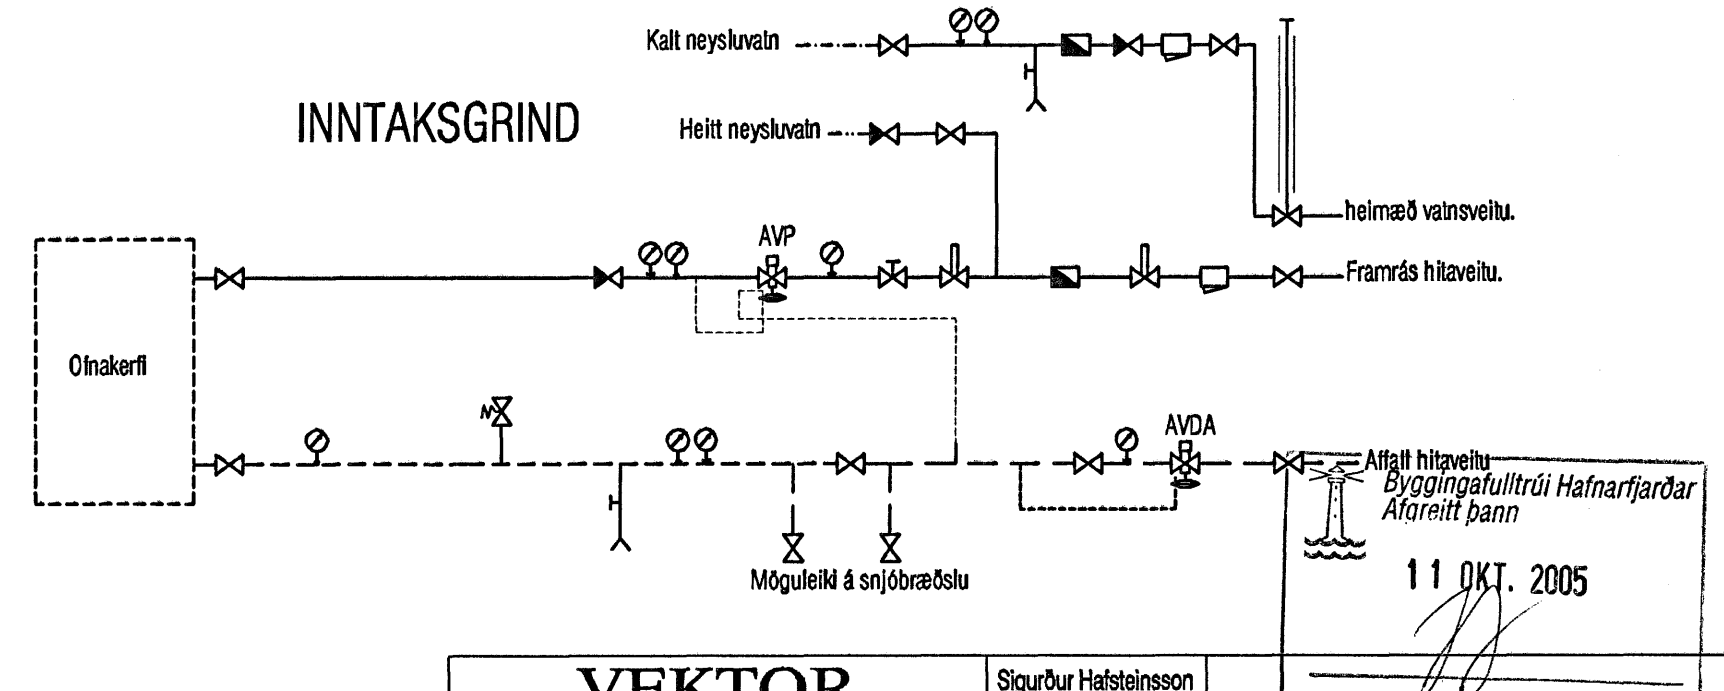 Kalt neysluvatn
INNTAKSGRIND
Heitt neysluvatn
heimæð vatnsveitu.
AVP
Framrás hitaveitu.
Ofnakerfi
AVDA
Affall hitaveitu
Byggingafulltrúi Hafnarfjarðar
Afgreitt þann
11 OKT. 2005
Möguleiki á snjóbræðslu
VEKTOR
Sigurður Hafsteinsson